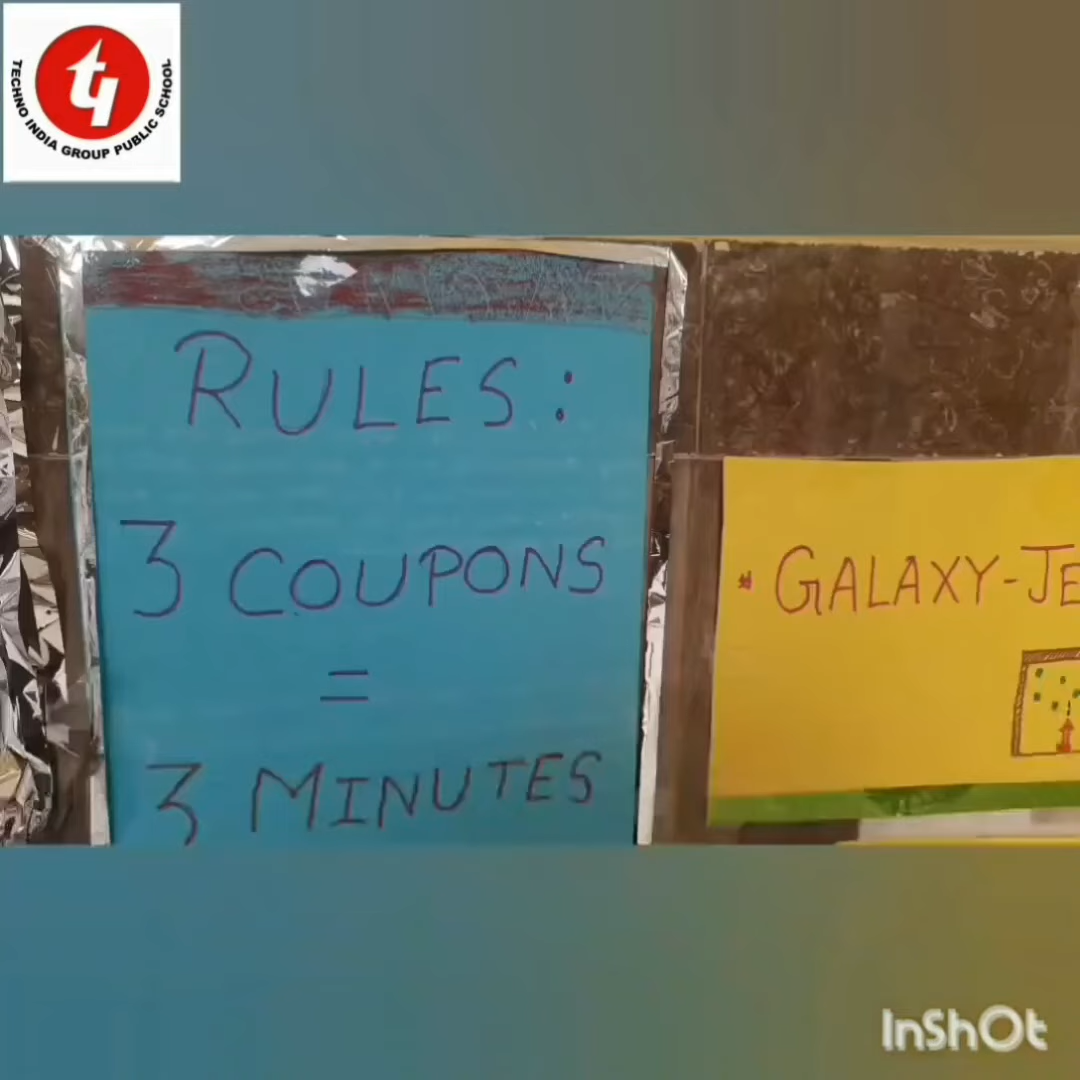 TECHNO INDIA GROUP PUBLIC SCHOOL
RULES:
3 COUPONS
=
3 MINUTES
* GALAXY-JE
InShOt